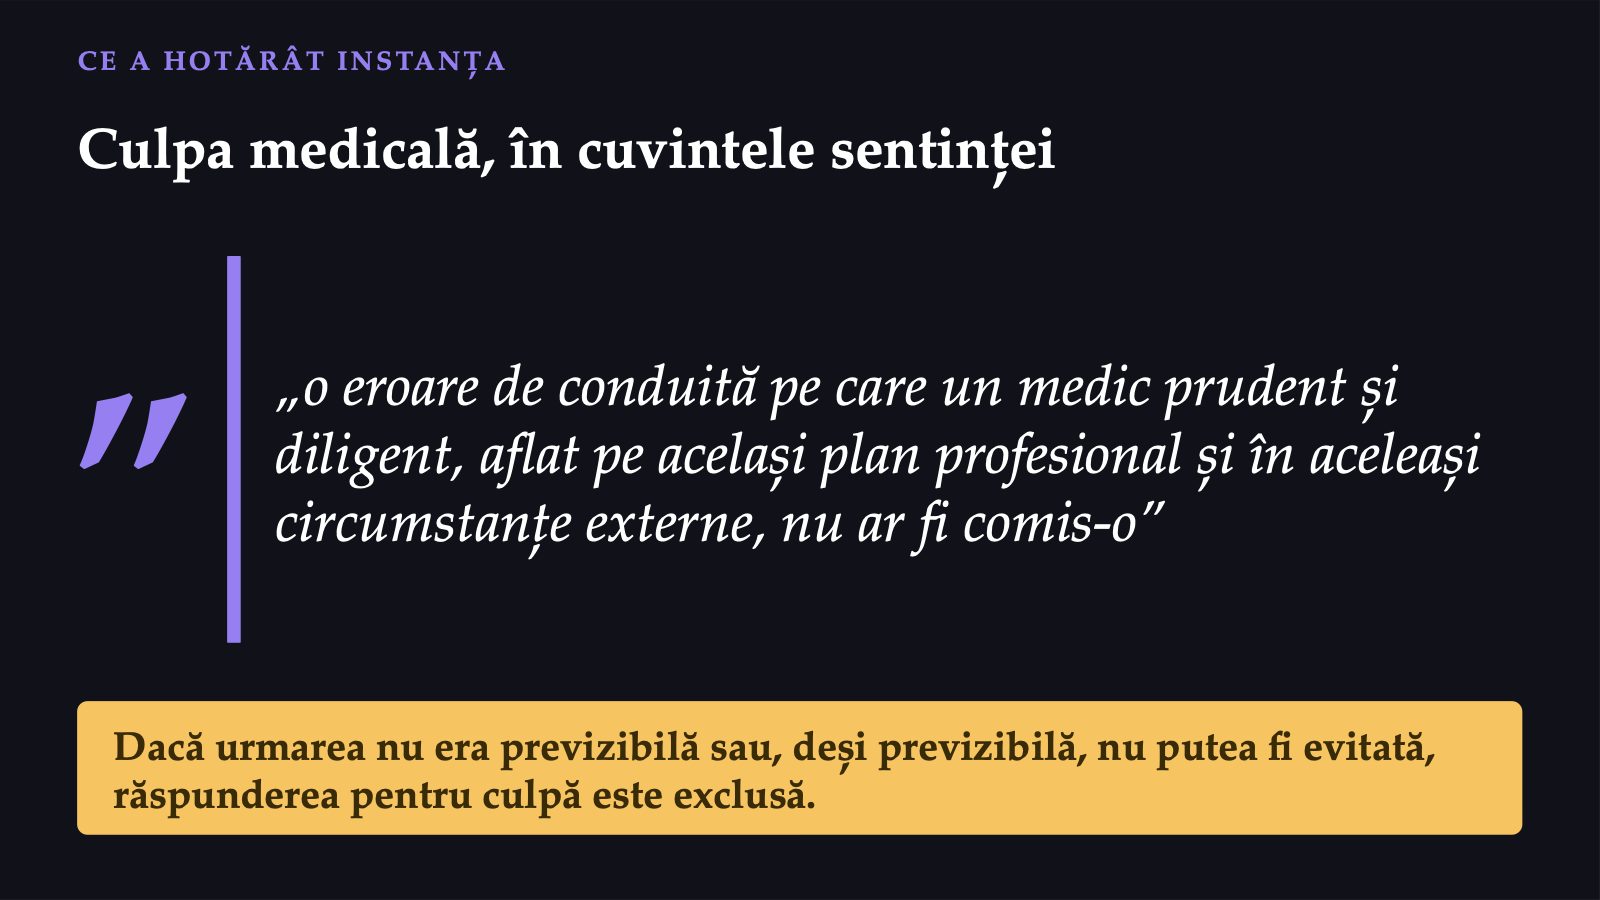 CE A HOTĂRÂT INSTANȚA
Culpa medicală, în cuvintele sentinței
”
„o eroare de conduită pe care un medic prudent și
diligent, aflat pe același plan profesional și în aceleași
circumstanțe externe, nu ar fi comis-o”
Dacă urmarea nu era previzibilă sau, deși previzibilă, nu putea fi evitată,
răspunderea pentru culpă este exclusă.